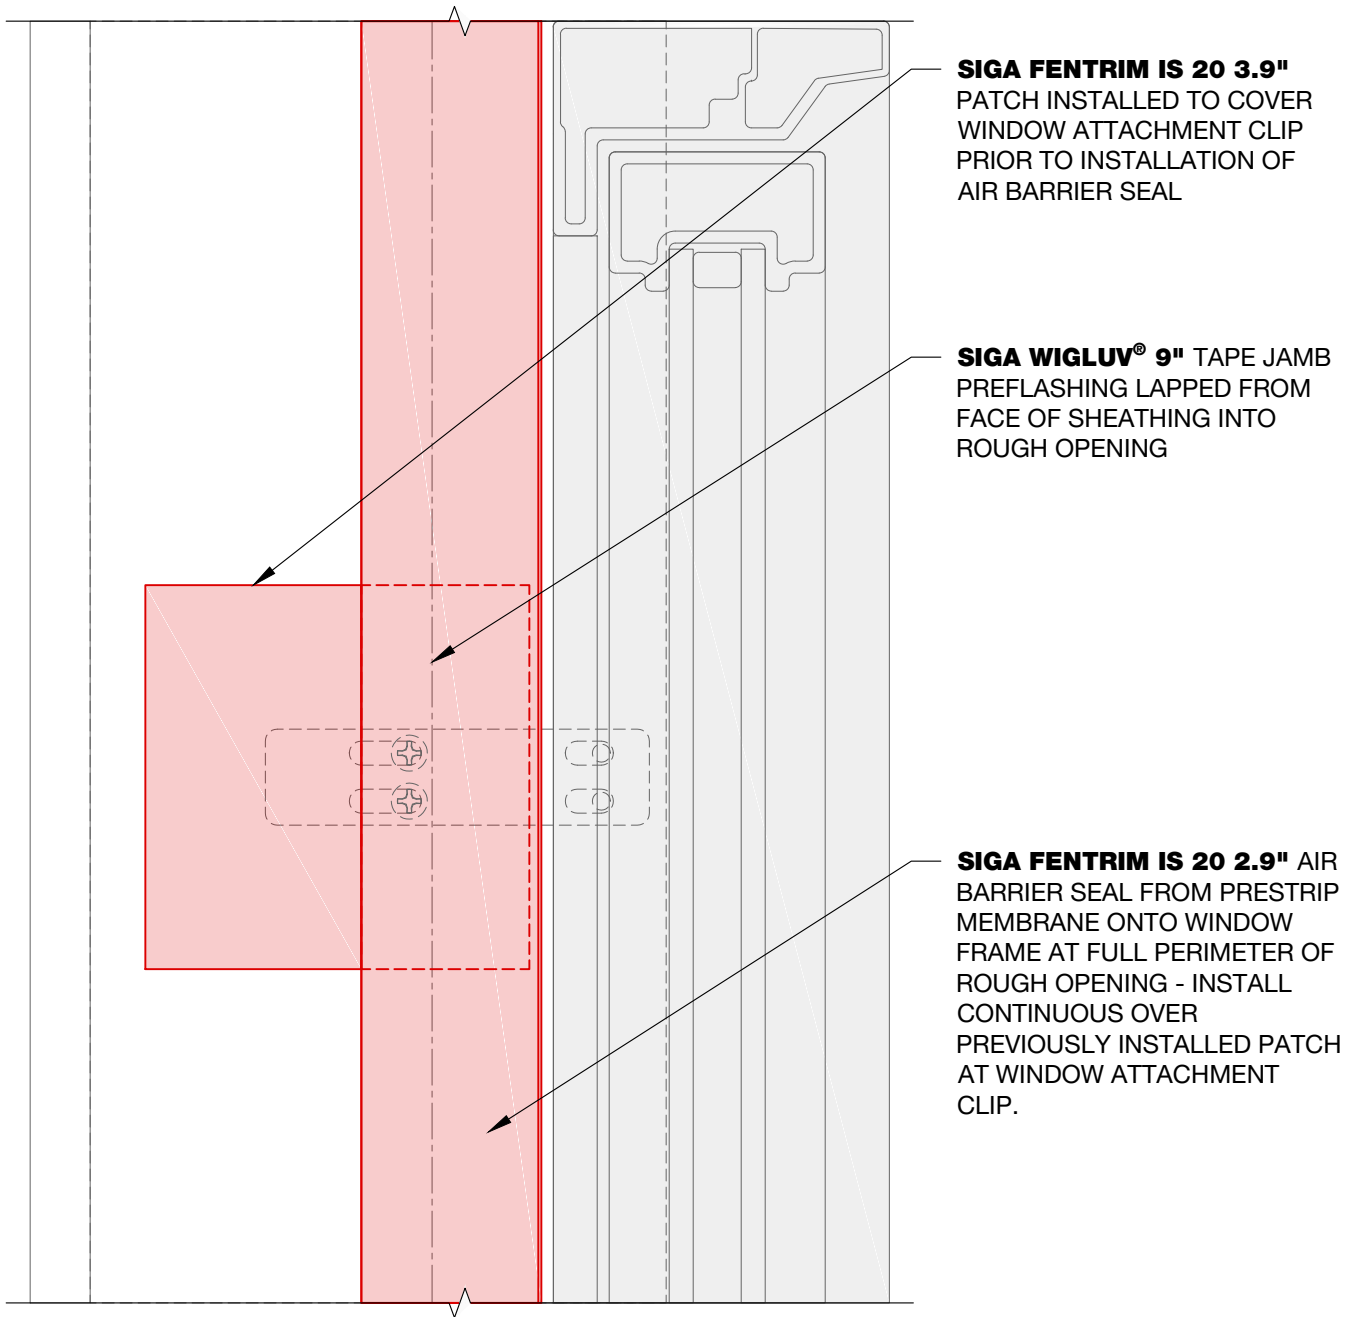 SIGA FENTRIM IS 20 3.9"
PATCH INSTALLED TO COVER
WINDOW ATTACHMENT CLIP
PRIOR TO INSTALLATION OF
AIR BARRIER SEAL
SIGA WIGLUV® 9" TAPE JAMB
PREFLASHING LAPPED FROM
FACE OF SHEATHING INTO
ROUGH OPENING
SIGA FENTRIM IS 20 2.9" AIR
BARRIER SEAL FROM PRESTRIP
MEMBRANE ONTO WINDOW
FRAME AT FULL PERIMETER OF
ROUGH OPENING - INSTALL
CONTINUOUS OVER
PREVIOUSLY INSTALLED PATCH
AT WINDOW ATTACHMENT
CLIP.